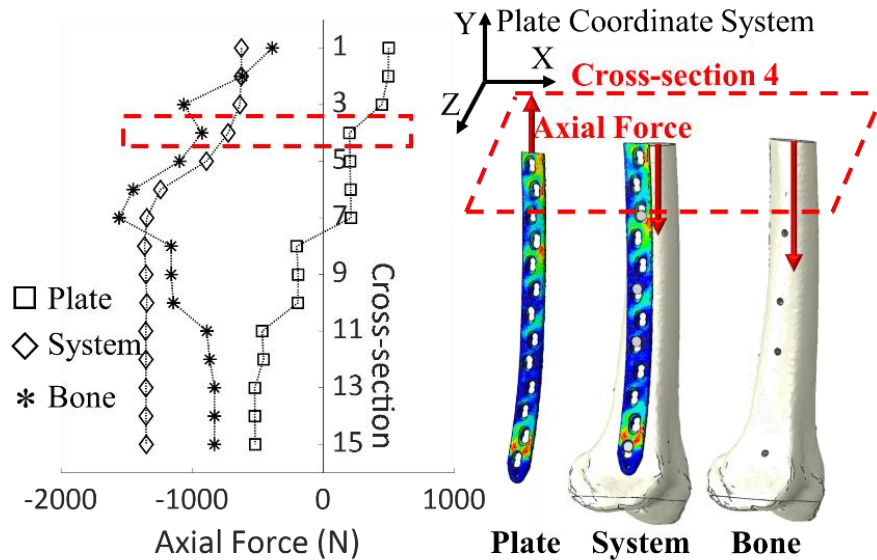 Y Plate Coordinate System
X
Z
Cross-section 4
Axial Force
1
3
5
7
9
11
13
15
Cross-section
Plate
System
Bone
-2000 -1000 0 1000
Axial Force (N)
Plate System Bone